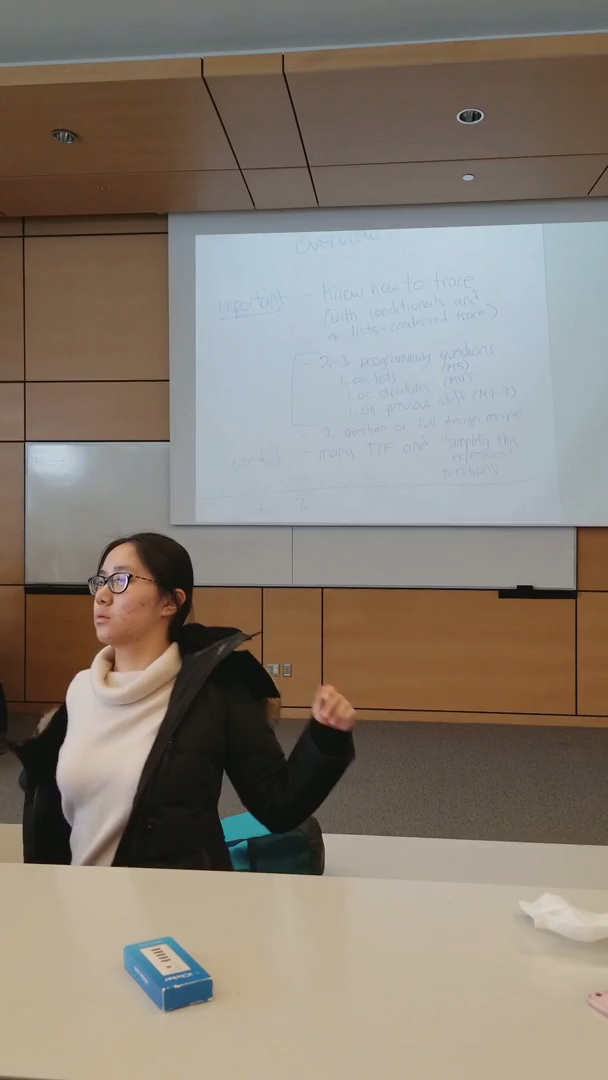 Overview
important - Know how to trace
(with conditionals and
lists - condensed trace)
- 2-3 programming questions
1. on lists (M5)
1. on structures (M4)
1. on previous stuff (M1-3)
- 1 question on full design recipe
useful - many T/F and "simplify this
expression"
questions
iClicker